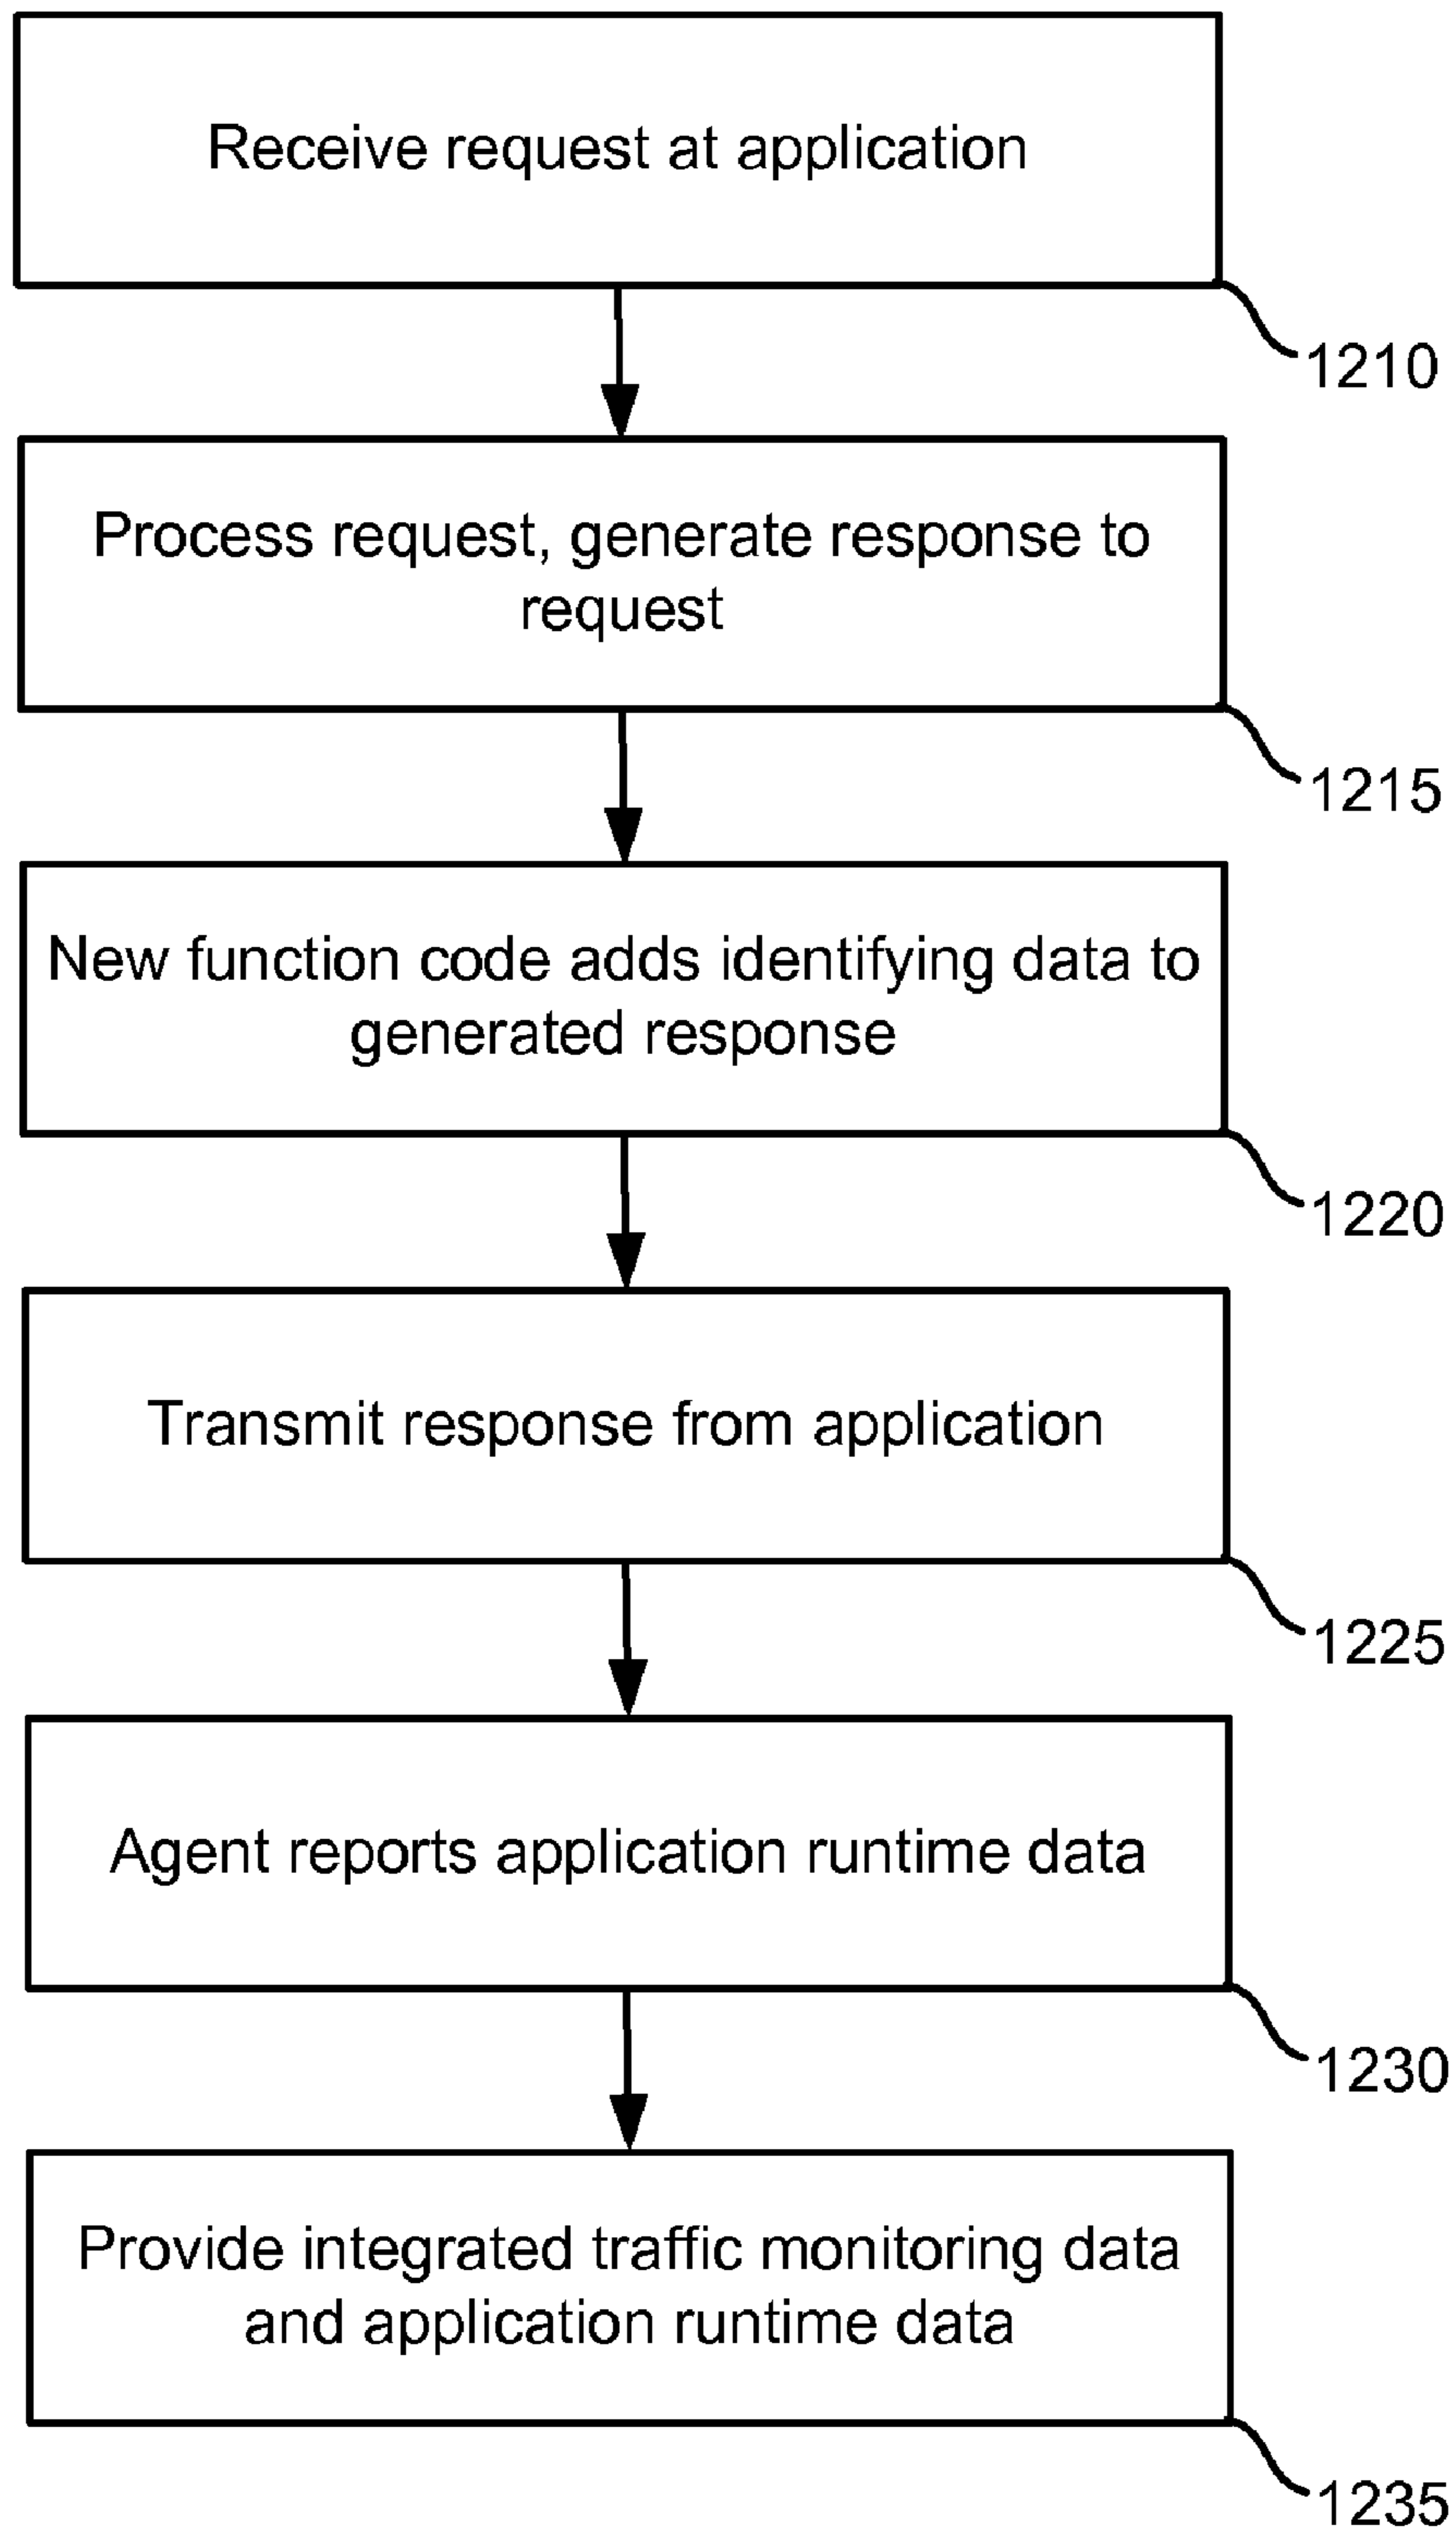 Receive request at application
1210
Process request, generate response to
request
1215
New function code adds identifying data to
generated response
1220
Transmit response from application
1225
Agent reports application runtime data
1230
Provide integrated traffic monitoring data
and application runtime data
1235